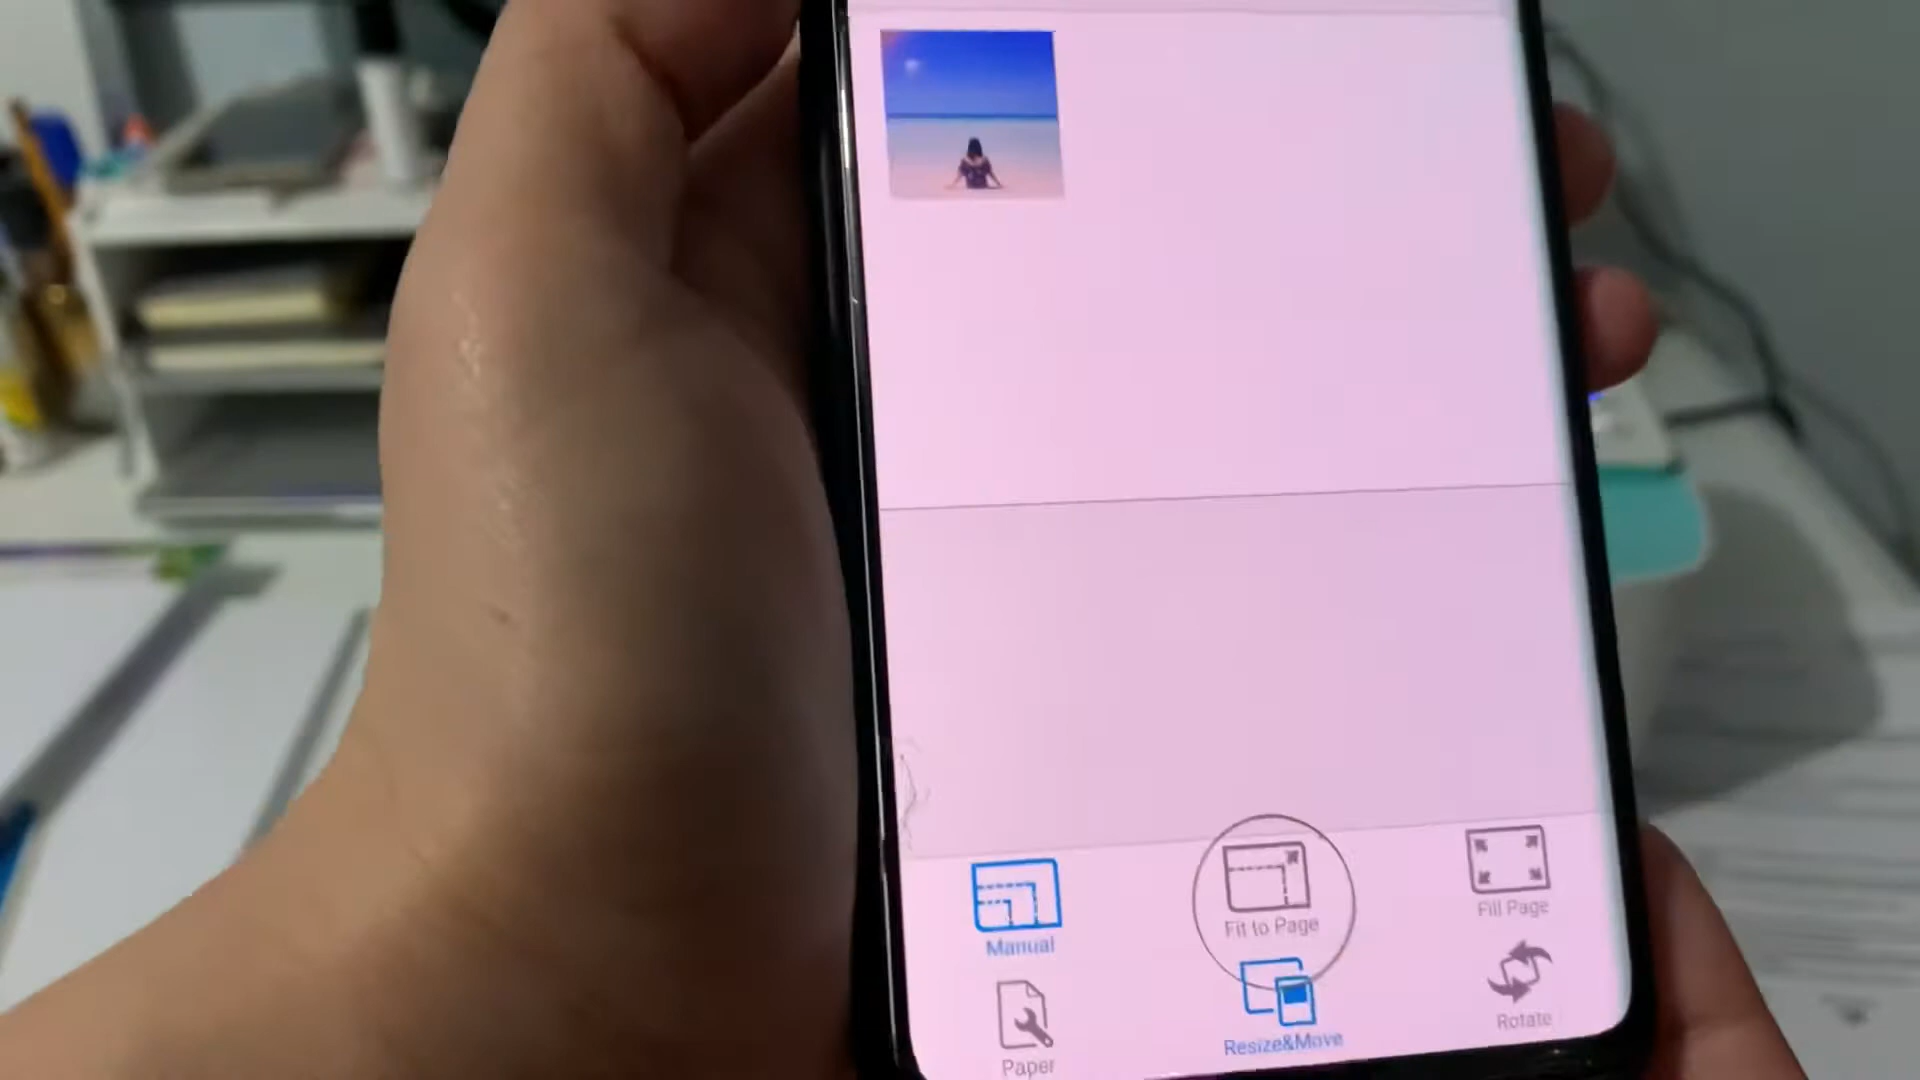 Manual
Fit to Page
Fill Page
Paper
Resize&Move
Rotate